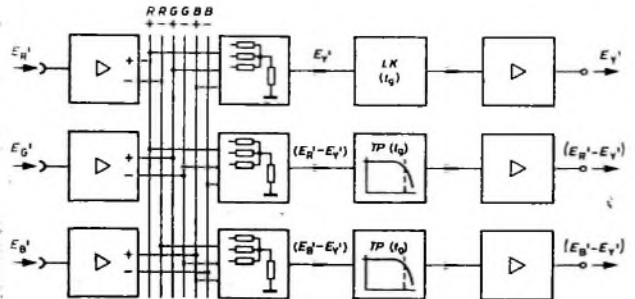 R R G G B B
+ − + − + −
E_R' + − E_Y' LK (t_g) E_Y'
E_G' + − (E_R'−E_Y') TP (f_g) (E_R'−E_Y')
E_B' + − (E_B'−E_Y') TP (f_g) (E_B'−E_Y')